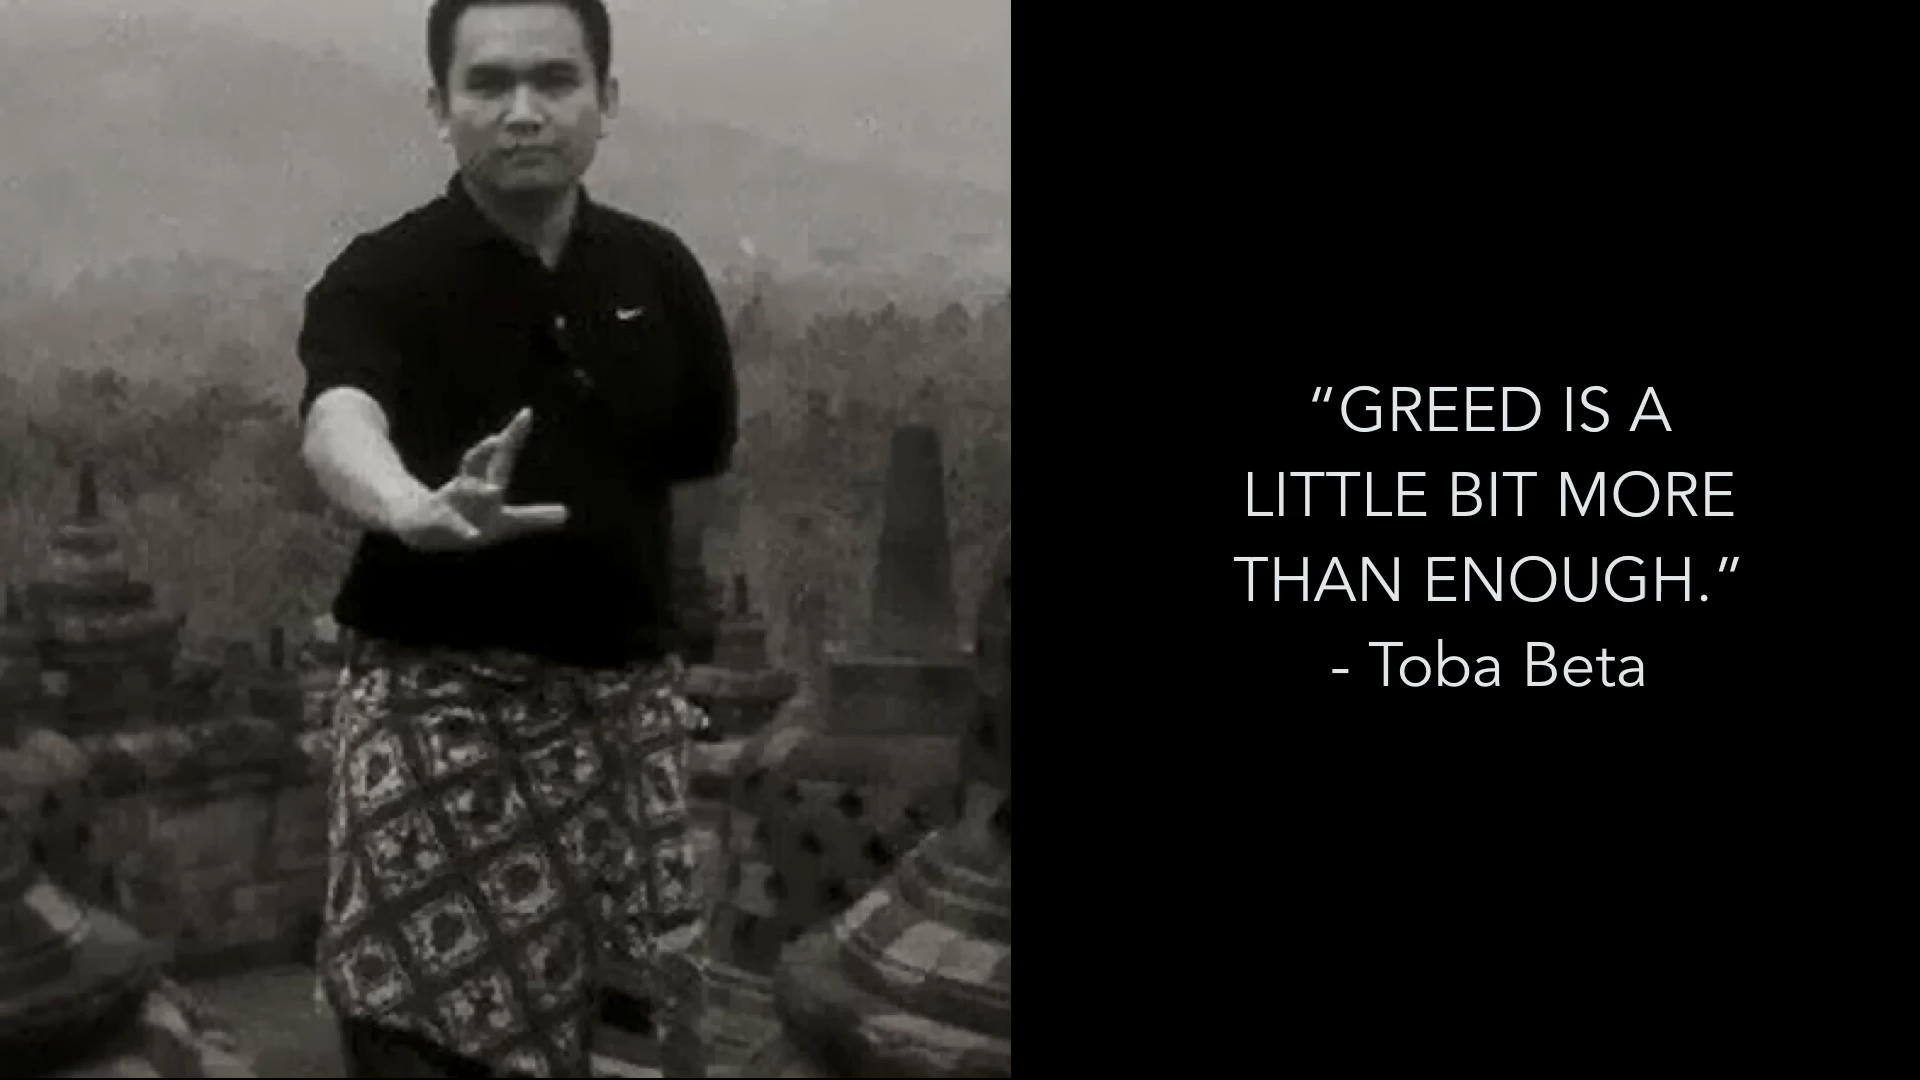 “GREED IS A
LITTLE BIT MORE
THAN ENOUGH.”
- Toba Beta